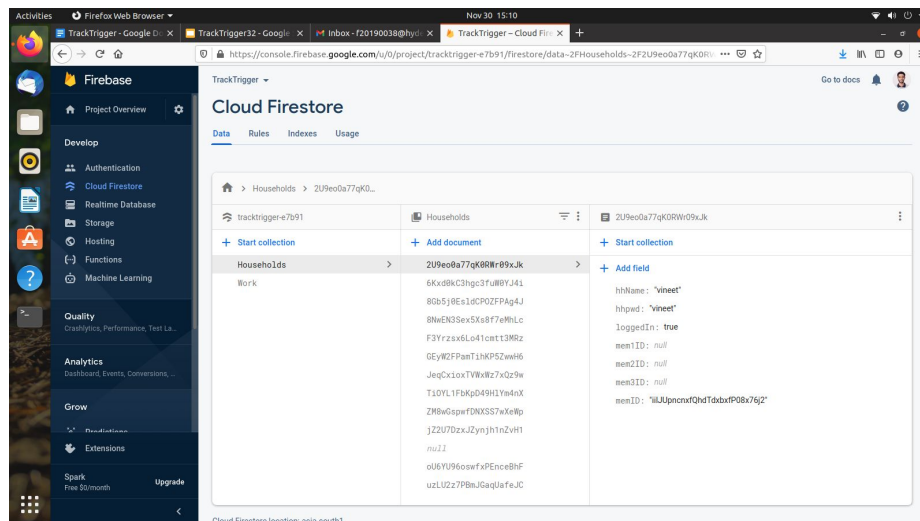 Activities
Firefox Web Browser
Nov 30 15:10
TrackTrigger - Google Do
TrackTrigger32 - Google
Inbox - f20190038@hyde
TrackTrigger – Cloud Fire
https://console.firebase.google.com/u/0/project/tracktrigger-e7b91/firestore/data~2FHouseholds~2F2U9eo0a77qK0RW
Firebase
Project Overview
Develop
Authentication
Cloud Firestore
Realtime Database
Storage
Hosting
Functions
Machine Learning
Quality
Crashlytics, Performance, Test La...
Analytics
Dashboard, Events, Conversions, ...
Grow
Predictions
Extensions
Spark
Free $0/month
Upgrade
TrackTrigger
Go to docs
Cloud Firestore
Data Rules Indexes Usage
Households > 2U9eo0a77qK0...
tracktrigger-e7b91
+ Start collection
Households
Work
Households
+ Add document
2U9eo0a77qK0RWr09xJk
6Kxd0kC3hgc3fuW0YJ4i
8Gb5j0EsldCPOZFPAg4J
8NwEN3Sex5Xs8f7eMhLc
F3Yrzsx6Lo41cmtt3MRz
GEyW2FPamTihKP5ZwwH6
JeqCxioxTVWxWz7xQz9w
TiOYL1FbKpD49HlYm4nX
ZM8wGspwfDNXSS7wXeWp
jZ2U7DzxJZynjh1nZvH1
null
oU6YU96oswfxPEnceBhF
uzLU2z7PBmJGaqUafeJC
2U9eo0a77qK0RWr09xJk
+ Start collection
+ Add field
hhName: "vineet"
hhpwd: "vineet"
loggedIn: true
mem1ID: null
mem2ID: null
mem3ID: null
memID: "iilJUpncnxfQhdTdxbxfP08x76j2"
Cloud Firestore location: asia-south1